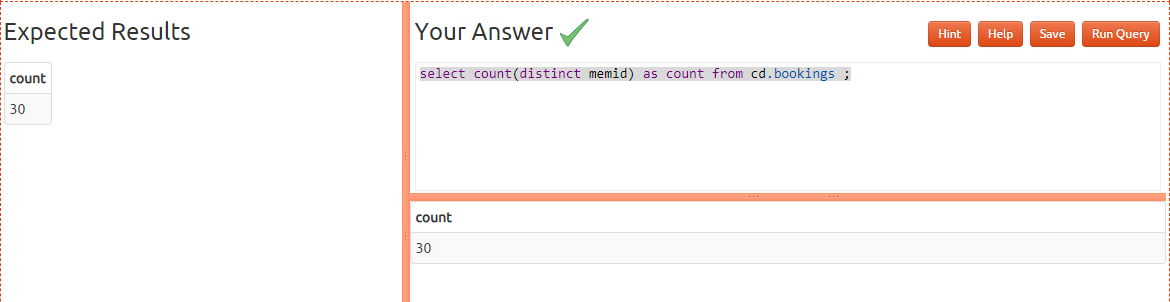 Expected Results
count
30
Your Answer
Hint Help Save Run Query
select count(distinct memid) as count from cd.bookings ;
count
30